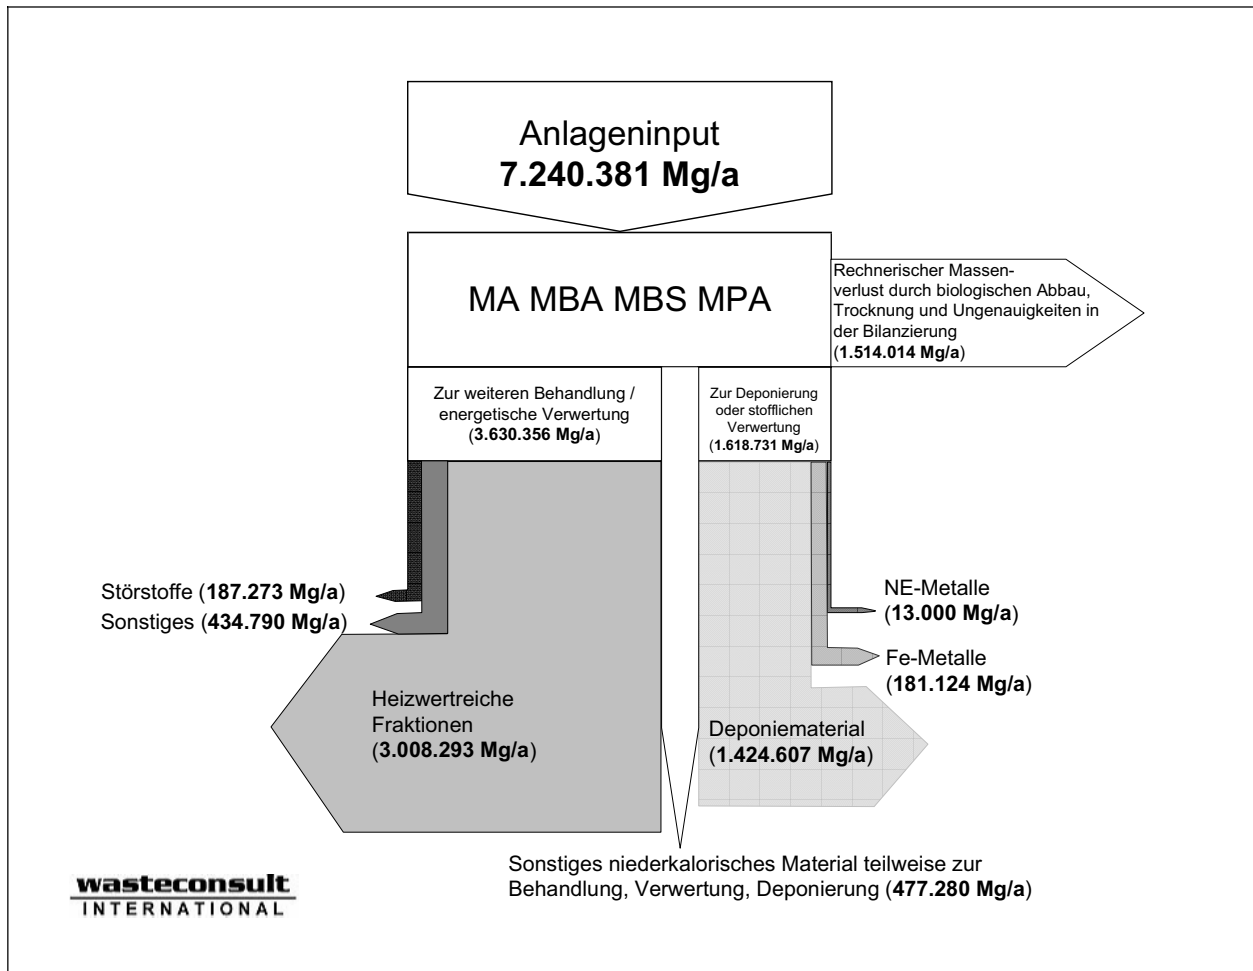 Anlageninput
7.240.381 Mg/a
MA MBA MBS MPA
Rechnerischer Massen-
verlust durch biologischen Abbau,
Trocknung und Ungenauigkeiten in
der Bilanzierung
(1.514.014 Mg/a)
Zur weiteren Behandlung /
energetische Verwertung
(3.630.356 Mg/a)
Zur Deponierung
oder stofflichen
Verwertung
(1.618.731 Mg/a)
Störstoffe (187.273 Mg/a)
Sonstiges (434.790 Mg/a)
NE-Metalle
(13.000 Mg/a)
Fe-Metalle
(181.124 Mg/a)
Heizwertreiche
Fraktionen
(3.008.293 Mg/a)
Deponiematerial
(1.424.607 Mg/a)
Sonstiges niederkalorisches Material teilweise zur
Behandlung, Verwertung, Deponierung (477.280 Mg/a)
wasteconsult
INTERNATIONAL